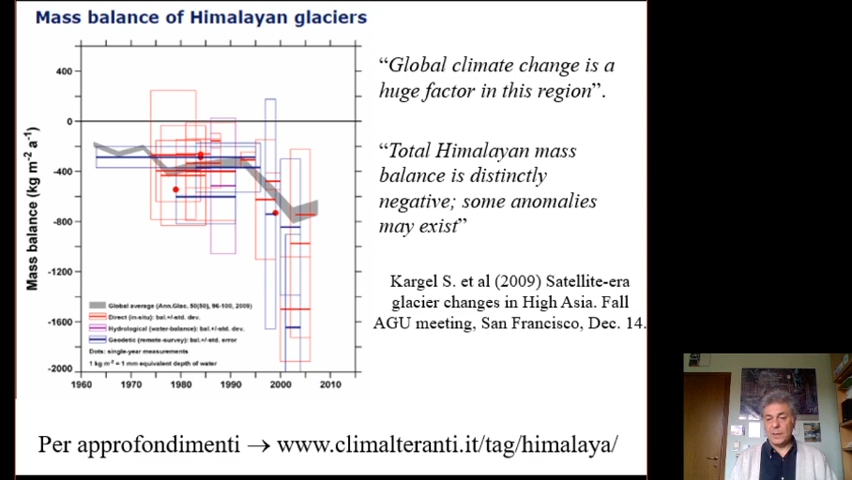 Mass balance of Himalayan glaciers
400
0
-400
-800
-1200
-1600
-2000
Mass balance (kg m⁻² a⁻¹)
Global average (Ann.Glac. 50(50), 96-100, 2009)
Direct (in-situ): bal.+/-std. dev.
Hydrological (water-balance): bal.+/-std. dev.
Geodetic (remote-survey): bal.+/-std. error
Dots: single-year measurements
1 kg m⁻² = 1 mm equivalent depth of water
1960 1970 1980 1990 2000 2010
“Global climate change is a
huge factor in this region”.
“Total Himalayan mass
balance is distinctly
negative; some anomalies
may exist”
Kargel S. et al (2009) Satellite-era
glacier changes in High Asia. Fall
AGU meeting, San Francisco, Dec. 14.
Per approfondimenti → www.climalteranti.it/tag/himalaya/